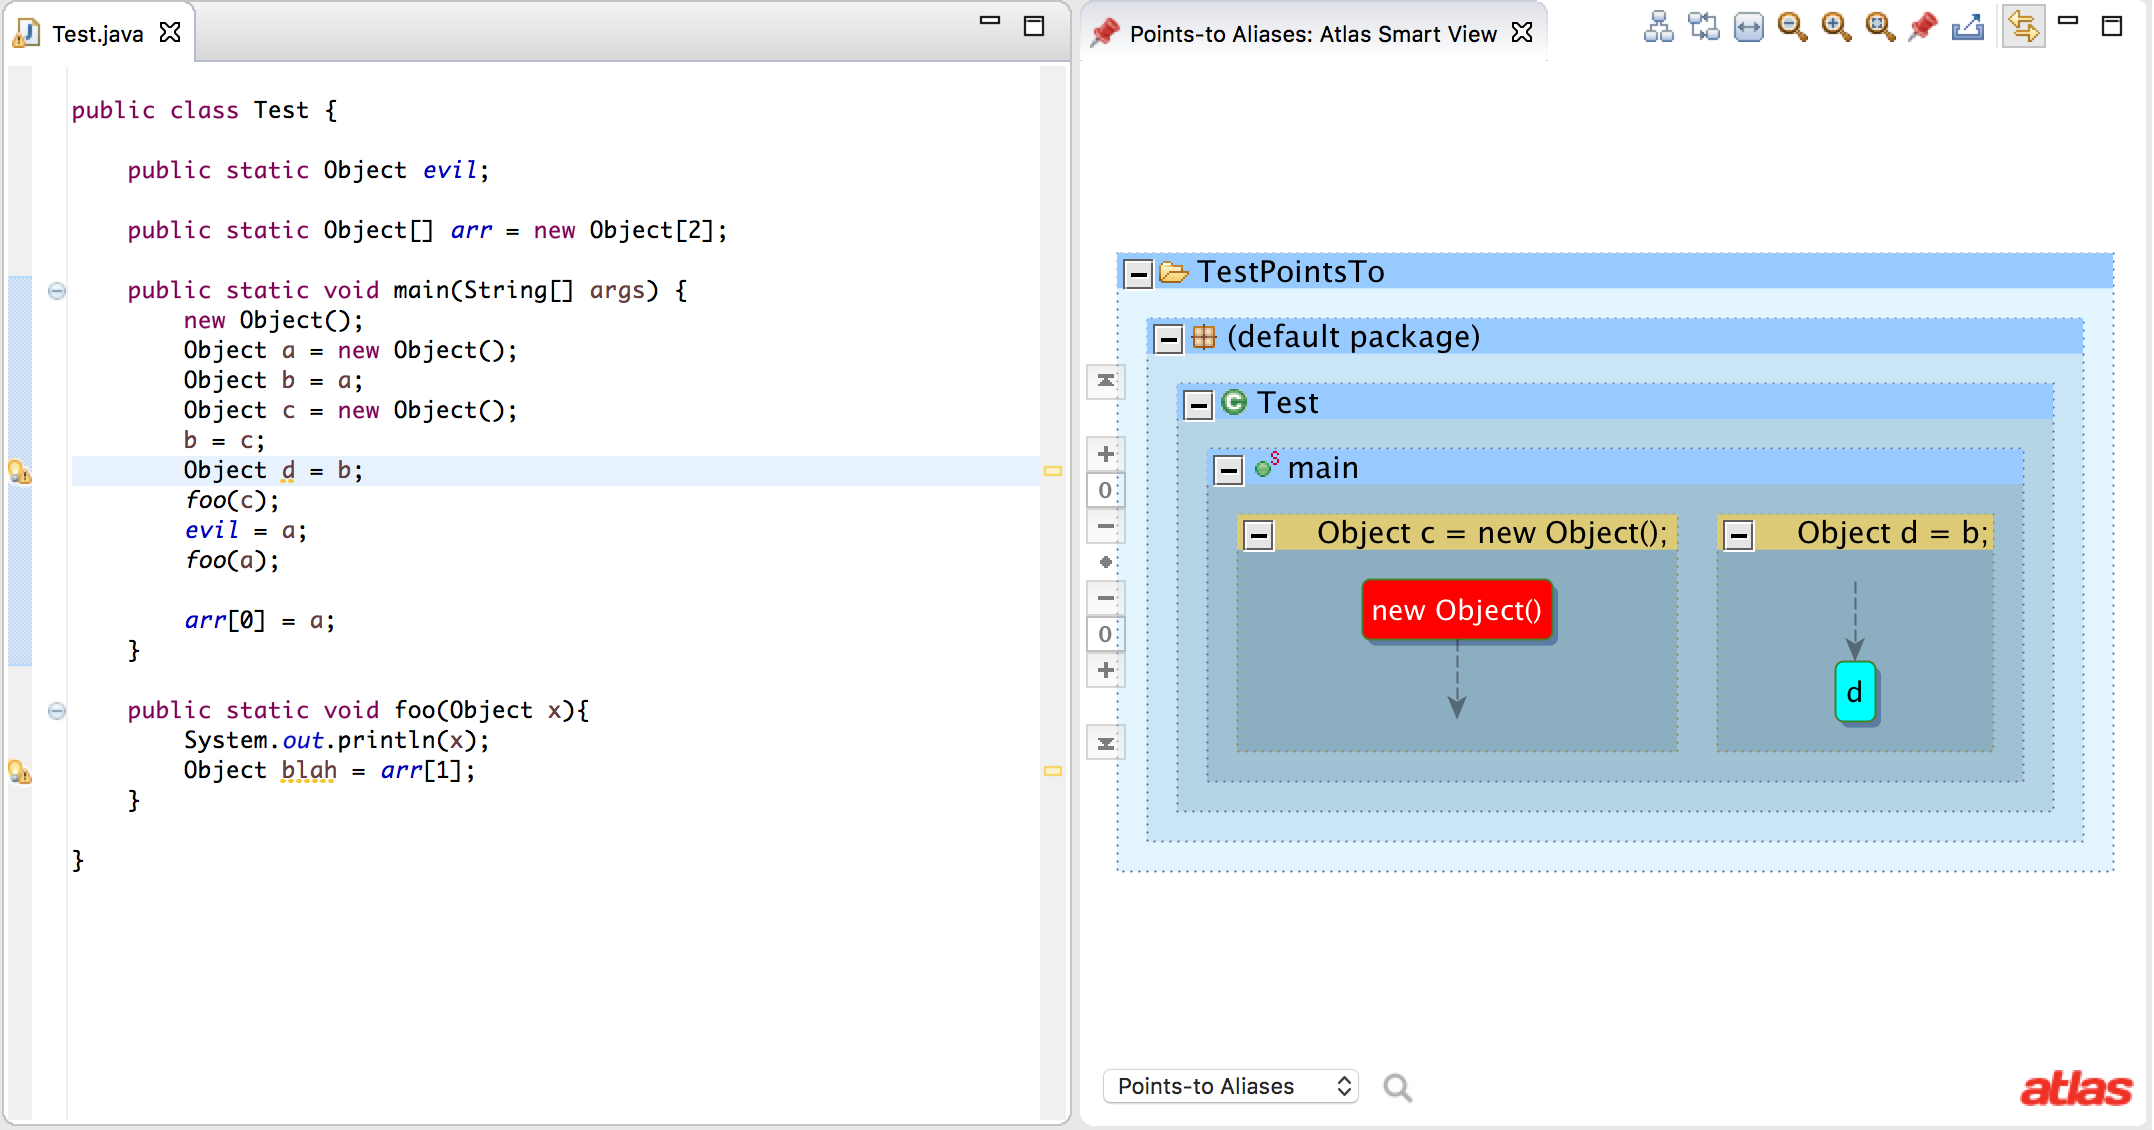 Test.java
public class Test {
public static Object evil;
public static Object[] arr = new Object[2];
public static void main(String[] args) {
new Object();
Object a = new Object();
Object b = a;
Object c = new Object();
b = c;
Object d = b;
foo(c);
evil = a;
foo(a);
arr[0] = a;
}
public static void foo(Object x){
System.out.println(x);
Object blah = arr[1];
}
}
Points-to Aliases: Atlas Smart View
TestPointsTo
(default package)
C Test
S main
Object c = new Object();
new Object()
Object d = b;
d
+
0
−
−
0
+
Points-to Aliases
atlas